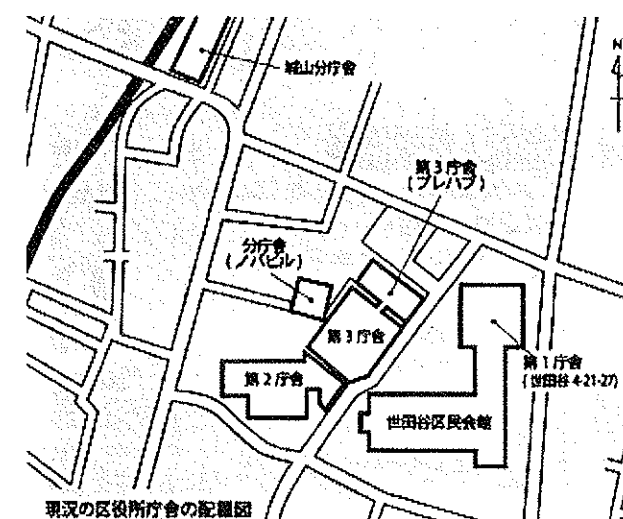 N
城山分庁舎
第3庁舎
(プレハブ)
分庁舎
(ノバビル)
第3庁舎
第2庁舎
第1庁舎
(世田谷4-21-27)
世田谷区民会館
現況の区役所庁舎の配置図